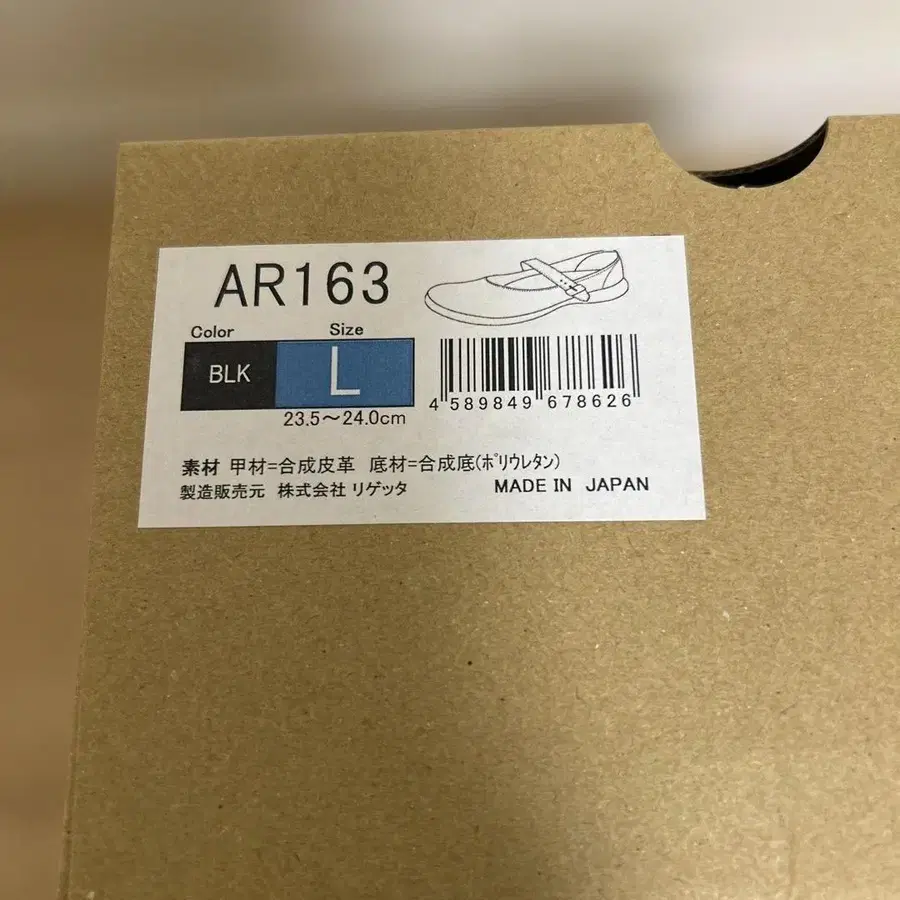 AR163
Color Size
BLK L
23.5～24.0cm
4 589849 678626
素材 甲材=合成皮革 底材=合成底(ﾎﾟﾘｳﾚﾀﾝ)
製造販売元 株式会社 リゲッタ MADE IN JAPAN